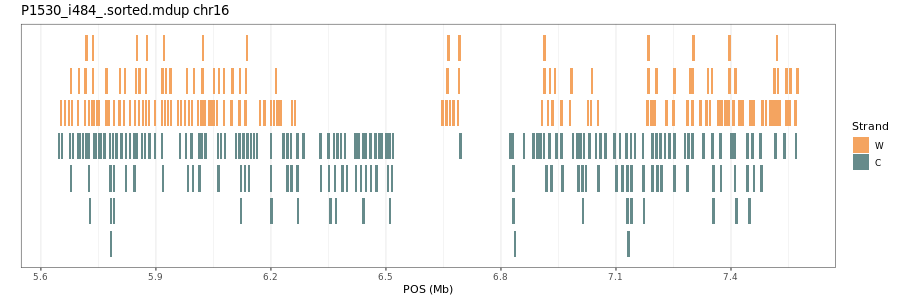 P1530_i484_.sorted.mdup chr16
Strand
W
C
5.6 5.9 6.2 6.5 6.8 7.1 7.4
POS (Mb)